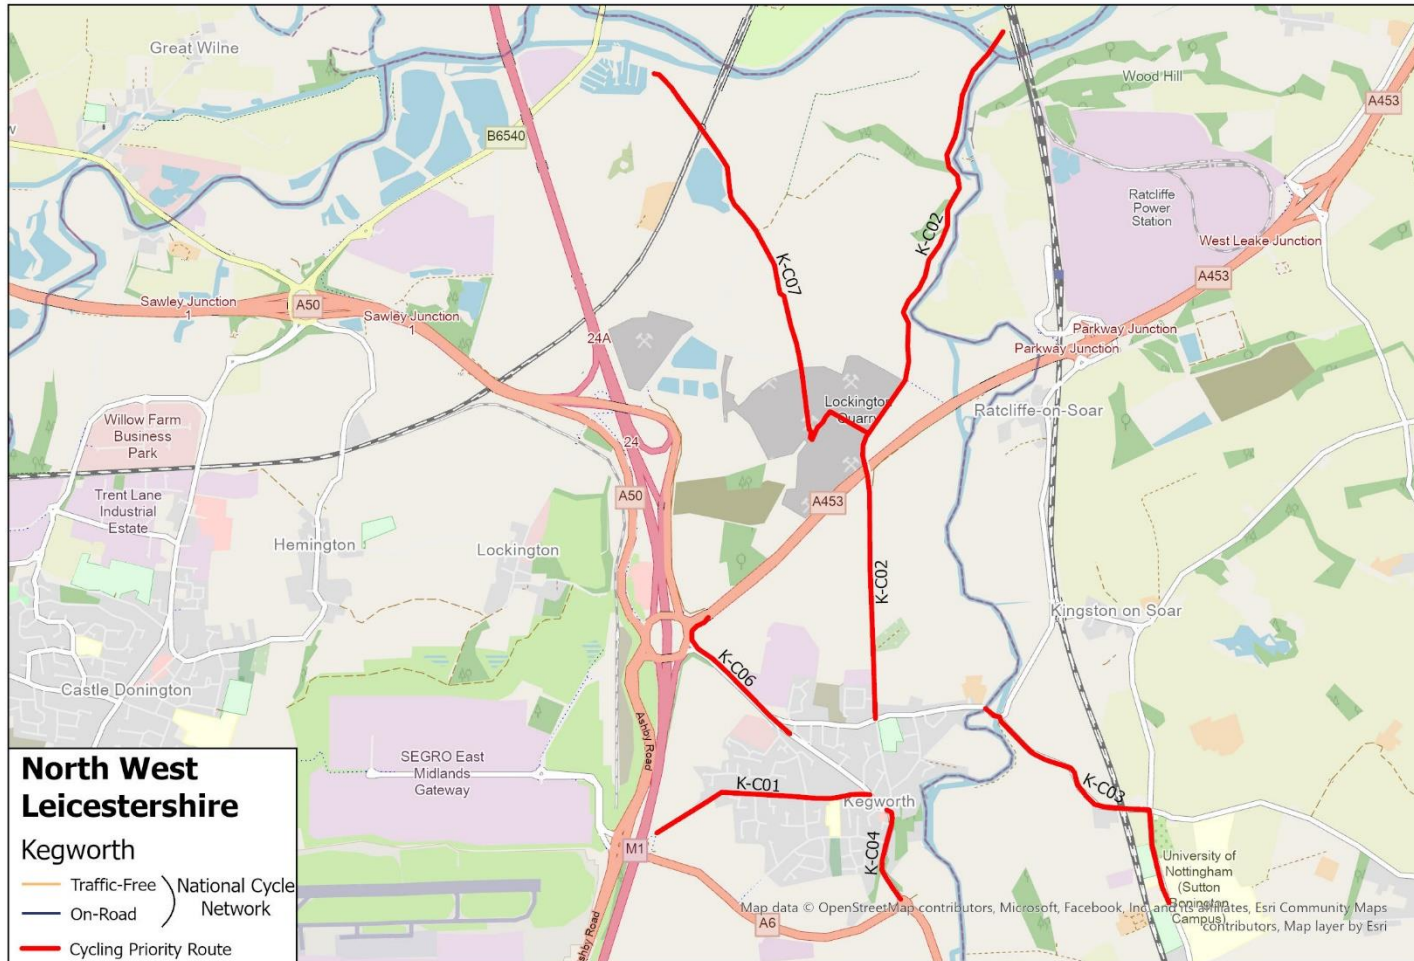 Great Wilne
Wood Hill
A453
B6540
Ratcliffe
Power
Station
K-C02
West Leake Junction
K-C07
A453
Sawley Junction
1
A50
Sawley Junction
1
Parkway Junction
24A
Parkway Junction
Willow Farm
Business
Park
Lockington
Quarry
Ratcliffe-on-Soar
24
Trent Lane
Industrial
Estate
A50
A453
Hemington
Lockington
K-C02
Kingston on Soar
K-C06
Castle Donington
Ashby Road
SEGRO East
Midlands
Gateway
K-C01
K-C03
Kegworth
K-C04
M1
University of
Nottingham
(Sutton
Bonington
Campus)
A6
Ashby Road
North West
Leicestershire
Kegworth
Traffic-Free
On-Road
National Cycle
Network
Cycling Priority Route
Map data © OpenStreetMap contributors, Microsoft, Facebook, Inc. and its affiliates, Esri Community Maps
contributors, Map layer by Esri